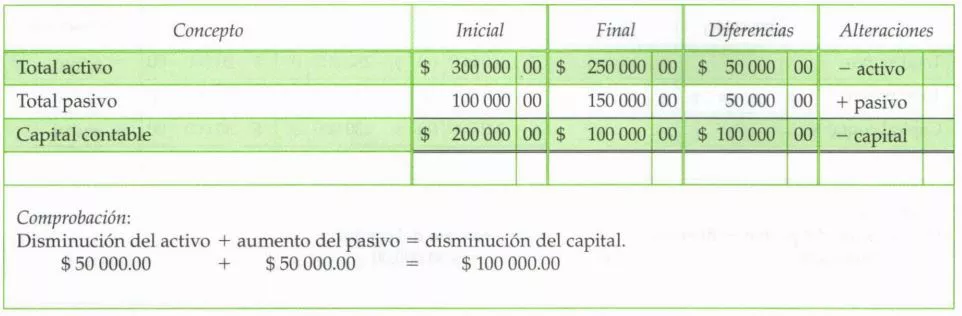 Concepto Inicial Final Diferencias Alteraciones
Total activo $ 300 000 00 $ 250 000 00 $ 50 000 00 − activo
Total pasivo 100 000 00 150 000 00 50 000 00 + pasivo
Capital contable $ 200 000 00 $ 100 000 00 $ 100 000 00 − capital
Comprobación:
Disminución del activo + aumento del pasivo = disminución del capital.
$ 50 000.00 + $ 50 000.00 = $ 100 000.00